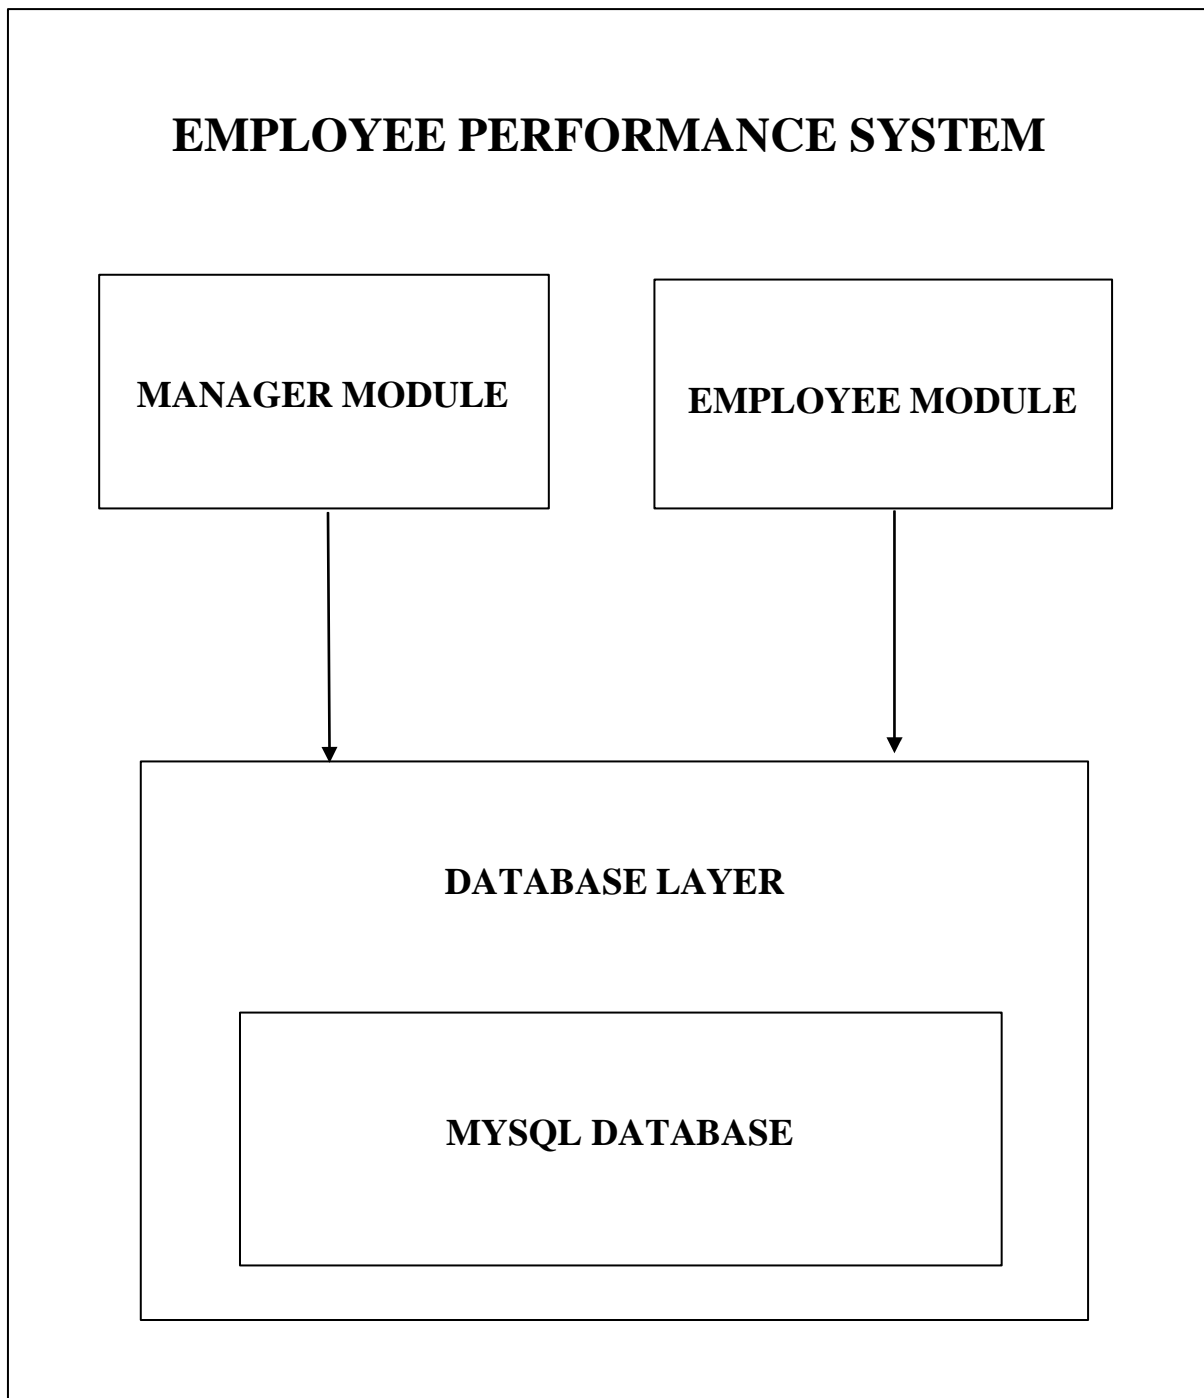 EMPLOYEE PERFORMANCE SYSTEM
MANAGER MODULE
EMPLOYEE MODULE
DATABASE LAYER
MYSQL DATABASE